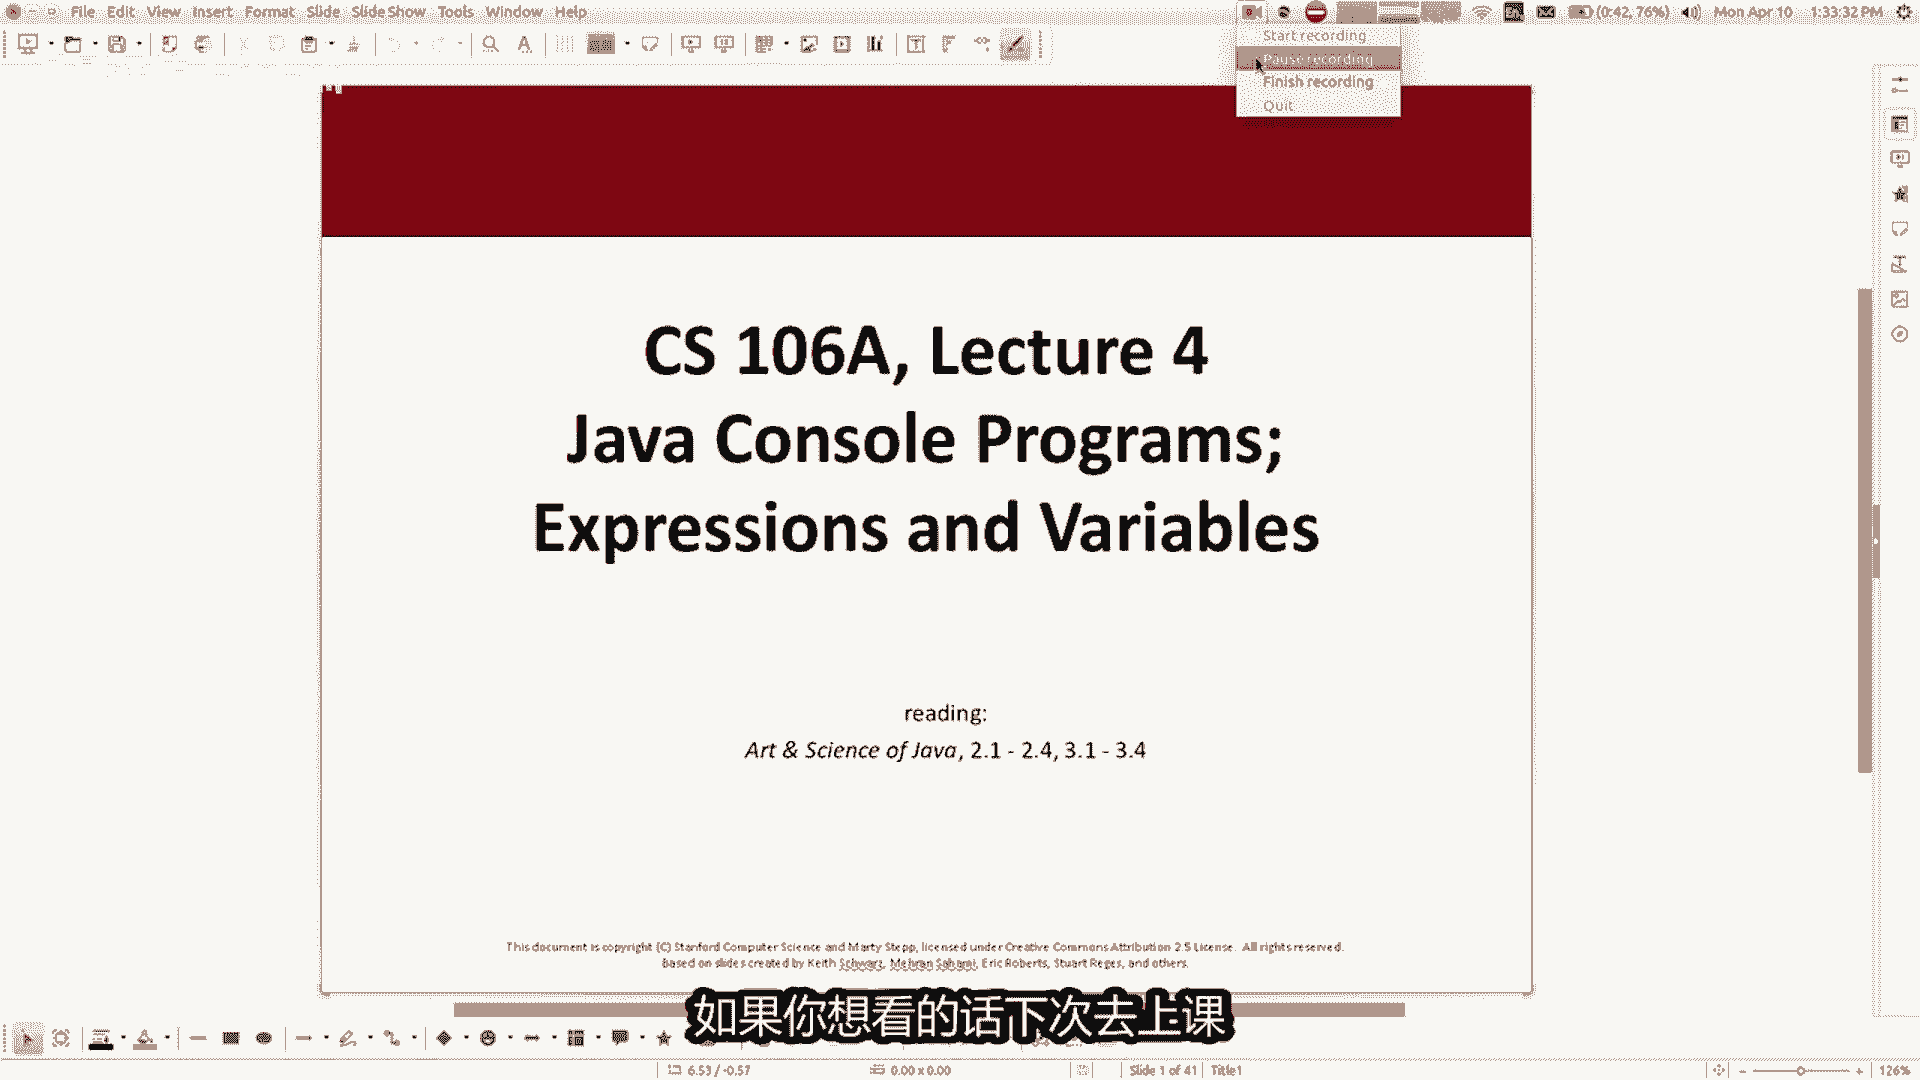 File Edit View Insert Format Slide Slide Show Tools Window Help
(0:42, 76%) Mon Apr 10 1:33:32 PM
Start recording
Pause recording
Finish recording
Quit
CS 106A, Lecture 4
Java Console Programs;
Expressions and Variables
reading:
Art & Science of Java, 2.1 - 2.4, 3.1 - 3.4
This document is copyright (C) Stanford Computer Science and Marty Stepp, licensed under Creative Commons Attribution 2.5 License. All rights reserved.
Based on slides created by Keith Schwarz, Mehran Sahami, Eric Roberts, Stuart Reges, and others.
如果你想看的话下次去上课
6.53 / -0.57 0.00 x 0.00 Slide 1 of 41 Title1 126%